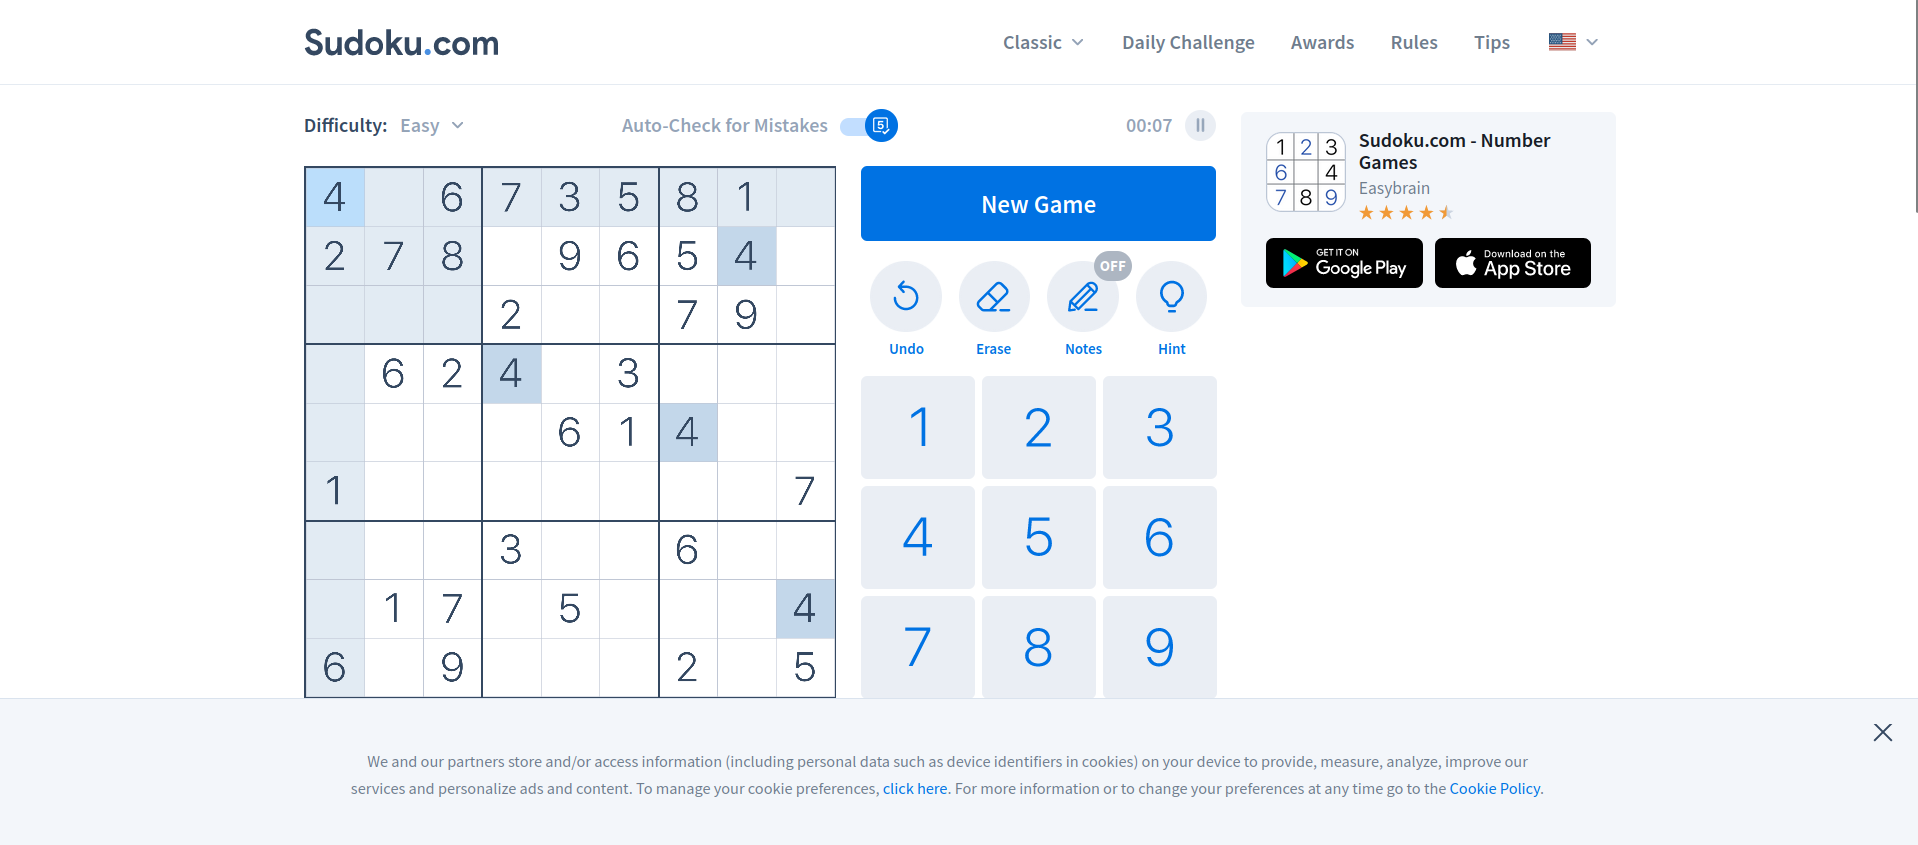 Sudoku.com
Classic Daily Challenge Awards Rules Tips
Difficulty: Easy Auto-Check for Mistakes 00:07
4 6 7 3 5 8 1
2 7 8 9 6 5 4
2 7 9
6 2 4 3
6 1 4
1 7
3 6
1 7 5 4
6 9 2 5
New Game
OFF
Undo Erase Notes Hint
1 2 3
4 5 6
7 8 9
1 2 3
6 4
7 8 9
Sudoku.com - Number
Games
Easybrain
GET IT ON
Google Play
Download on the
App Store
We and our partners store and/or access information (including personal data such as device identifiers in cookies) on your device to provide, measure, analyze, improve our
services and personalize ads and content. To manage your cookie preferences, click here. For more information or to change your preferences at any time go to the Cookie Policy.